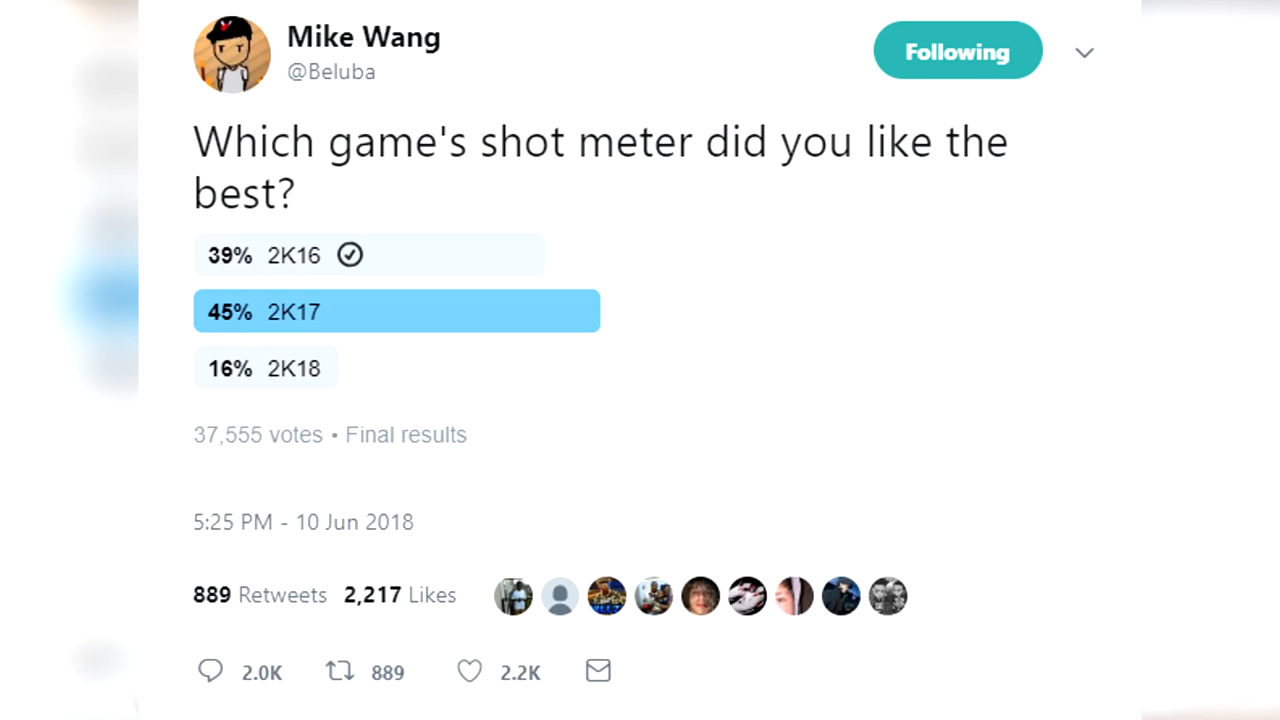 Mike Wang
@Beluba
Following
Which game's shot meter did you like the
best?
39% 2K16
45% 2K17
16% 2K18
37,555 votes • Final results
5:25 PM - 10 Jun 2018
889 Retweets 2,217 Likes
2.0K 889 2.2K